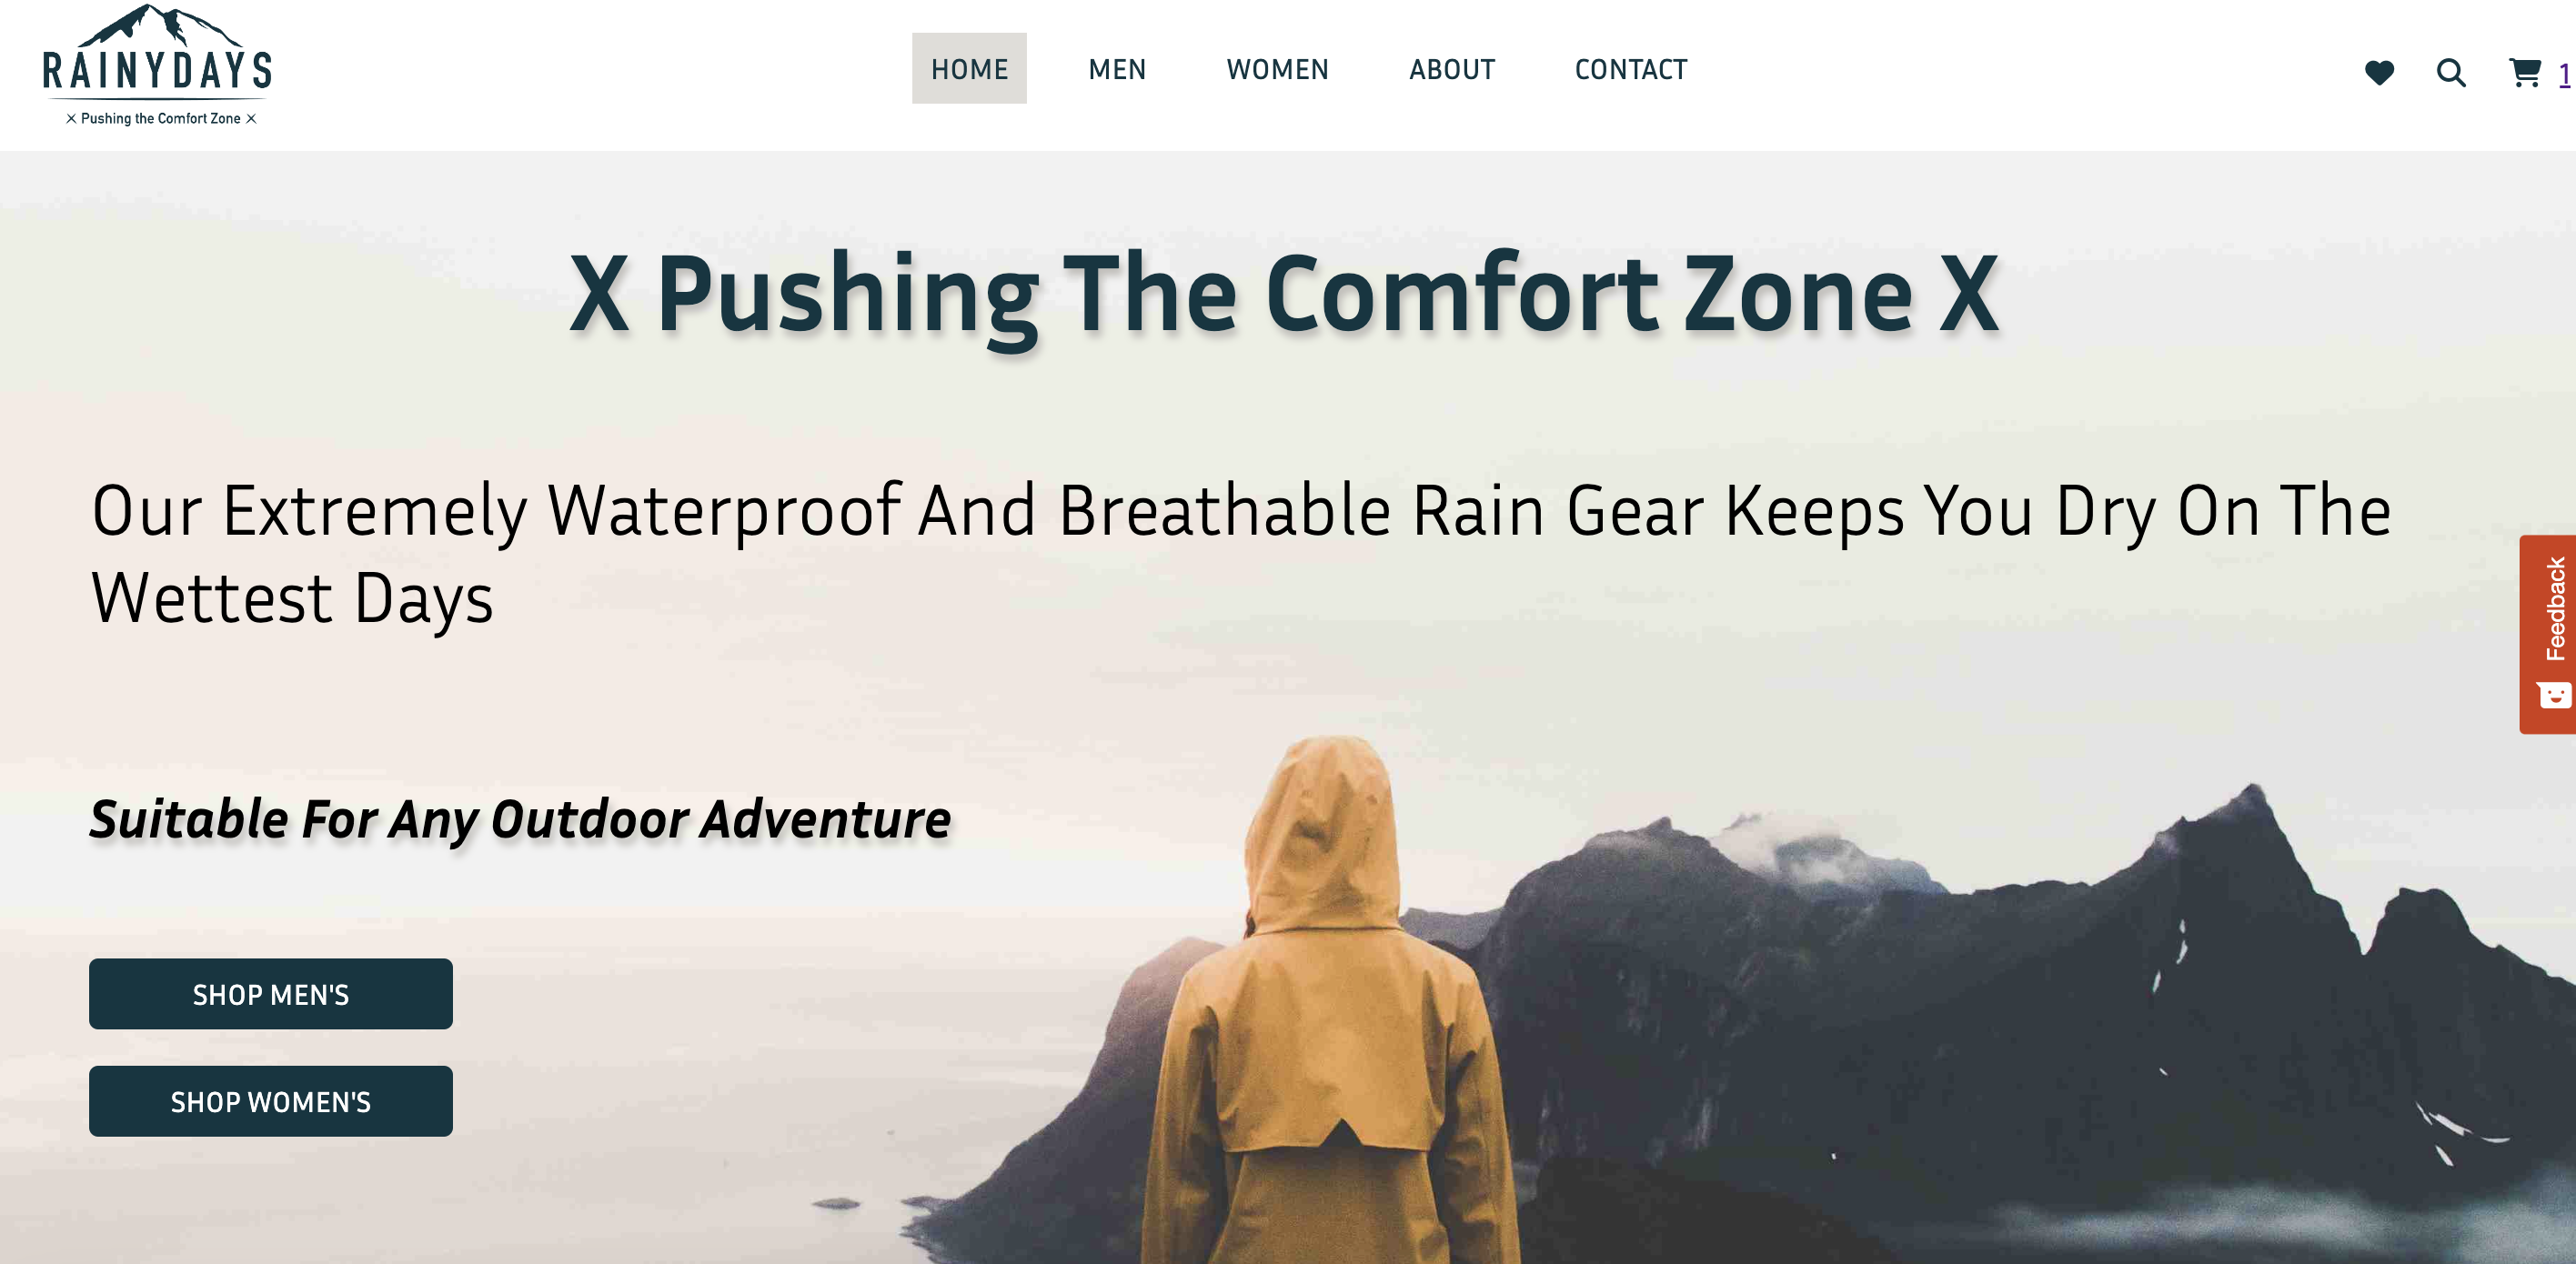 RAINYDAYS
× Pushing the Comfort Zone ×
HOME MEN WOMEN ABOUT CONTACT
1
X Pushing The Comfort Zone X
Our Extremely Waterproof And Breathable Rain Gear Keeps You Dry On The
Wettest Days
Feedback
Suitable For Any Outdoor Adventure
SHOP MEN'S
SHOP WOMEN'S